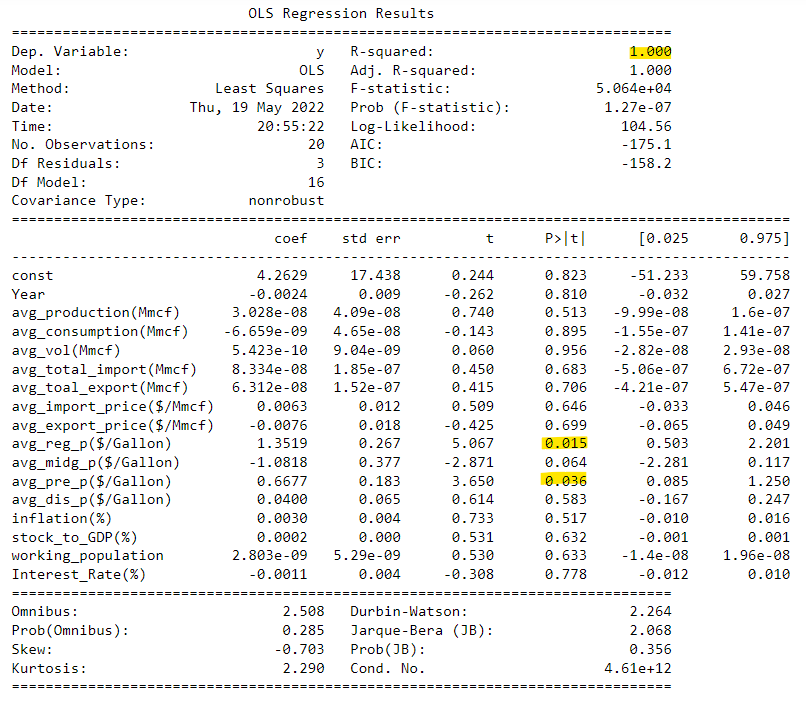 OLS Regression Results
==============================================================================
Dep. Variable: y R-squared: 1.000
Model: OLS Adj. R-squared: 1.000
Method: Least Squares F-statistic: 5.064e+04
Date: Thu, 19 May 2022 Prob (F-statistic): 1.27e-07
Time: 20:55:22 Log-Likelihood: 104.56
No. Observations: 20 AIC: -175.1
Df Residuals: 3 BIC: -158.2
Df Model: 16
Covariance Type: nonrobust
==============================================================================
coef std err t P>|t| [0.025 0.975]
------------------------------------------------------------------------------
const 4.2629 17.438 0.244 0.823 -51.233 59.758
Year -0.0024 0.009 -0.262 0.810 -0.032 0.027
avg_production(Mmcf) 3.028e-08 4.09e-08 0.740 0.513 -9.99e-08 1.6e-07
avg_consumption(Mmcf) -6.659e-09 4.65e-08 -0.143 0.895 -1.55e-07 1.41e-07
avg_vol(Mmcf) 5.423e-10 9.04e-09 0.060 0.956 -2.82e-08 2.93e-08
avg_total_import(Mmcf) 8.334e-08 1.85e-07 0.450 0.683 -5.06e-07 6.72e-07
avg_toal_export(Mmcf) 6.312e-08 1.52e-07 0.415 0.706 -4.21e-07 5.47e-07
avg_import_price($/Mmcf) 0.0063 0.012 0.509 0.646 -0.033 0.046
avg_export_price($/Mmcf) -0.0076 0.018 -0.425 0.699 -0.065 0.049
avg_reg_p($/Gallon) 1.3519 0.267 5.067 0.015 0.503 2.201
avg_midg_p($/Gallon) -1.0818 0.377 -2.871 0.064 -2.281 0.117
avg_pre_p($/Gallon) 0.6677 0.183 3.650 0.036 0.085 1.250
avg_dis_p($/Gallon) 0.0400 0.065 0.614 0.583 -0.167 0.247
inflation(%) 0.0030 0.004 0.733 0.517 -0.010 0.016
stock_to_GDP(%) 0.0002 0.000 0.531 0.632 -0.001 0.001
working_population 2.803e-09 5.29e-09 0.530 0.633 -1.4e-08 1.96e-08
Interest_Rate(%) -0.0011 0.004 -0.308 0.778 -0.012 0.010
==============================================================================
Omnibus: 2.508 Durbin-Watson: 2.264
Prob(Omnibus): 0.285 Jarque-Bera (JB): 2.068
Skew: -0.703 Prob(JB): 0.356
Kurtosis: 2.290 Cond. No. 4.61e+12
==============================================================================